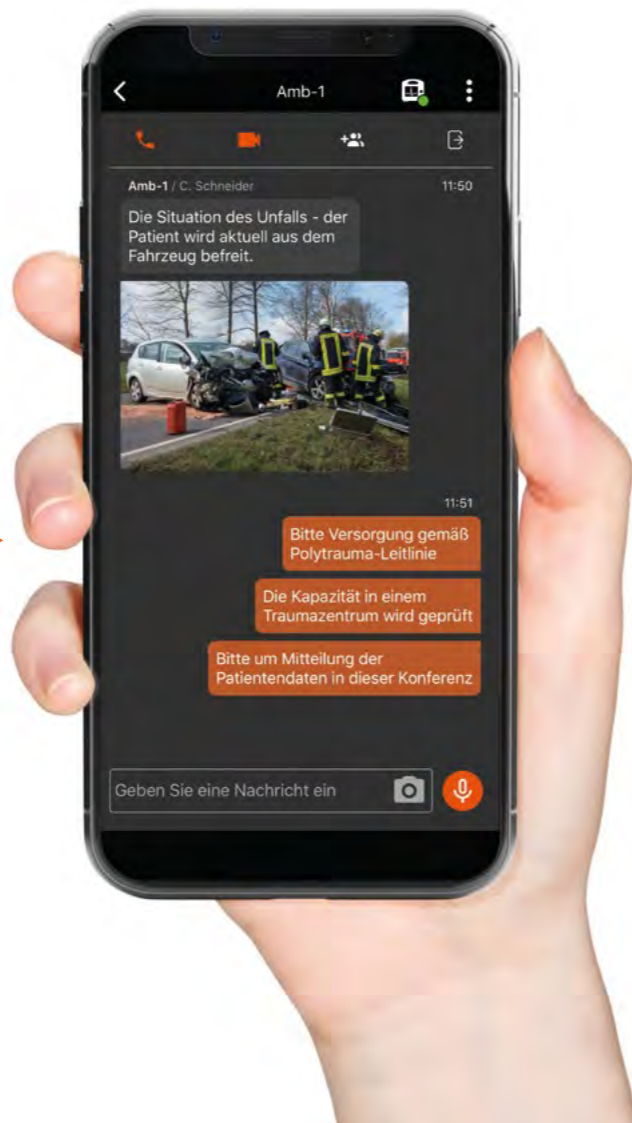 Amb-1
Amb-1 / C. Schneider
11:50
Die Situation des Unfalls - der
Patient wird aktuell aus dem
Fahrzeug befreit.
11:51
Bitte Versorgung gemäß
Polytrauma-Leitlinie
Die Kapazität in einem
Traumazentrum wird geprüft
Bitte um Mitteilung der
Patientendaten in dieser Konferenz
Geben Sie eine Nachricht ein